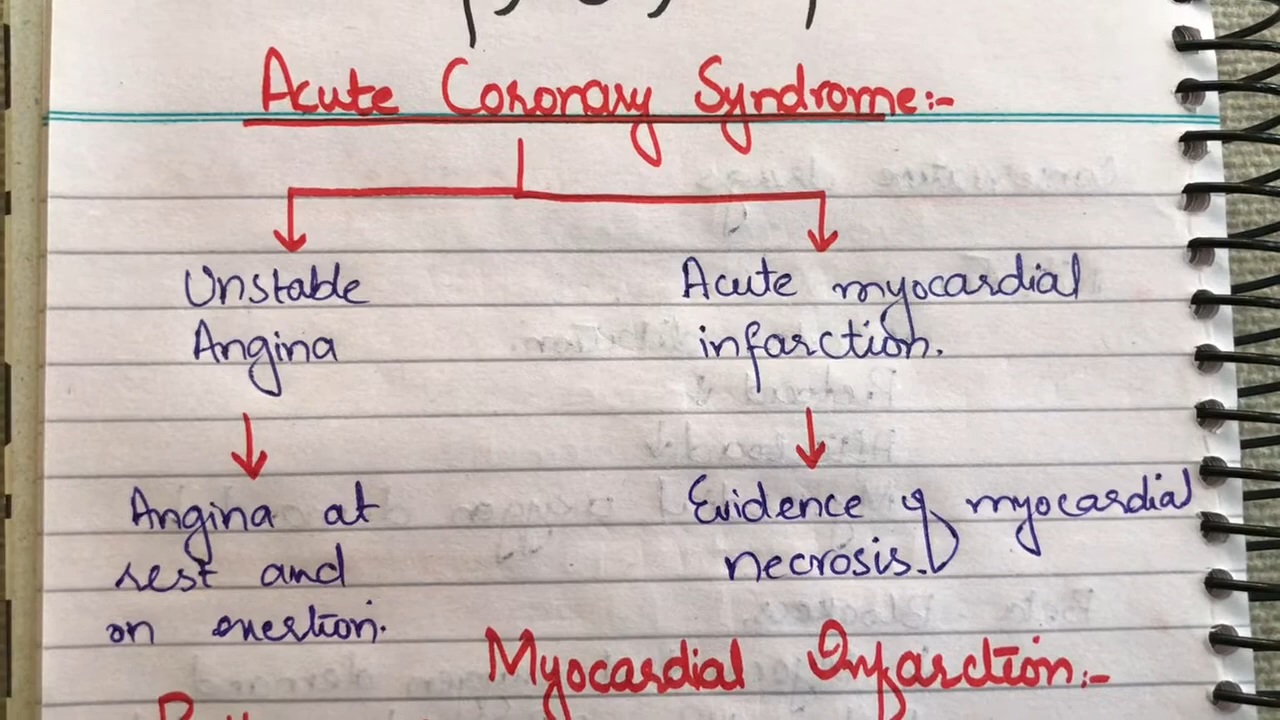 Acute Coronary Syndrome:-
Unstable
Angina
Acute myocardial
infarction.
Angina at
rest and
on exertion.
Evidence of myocardial
necrosis.
Myocardial Infarction:-